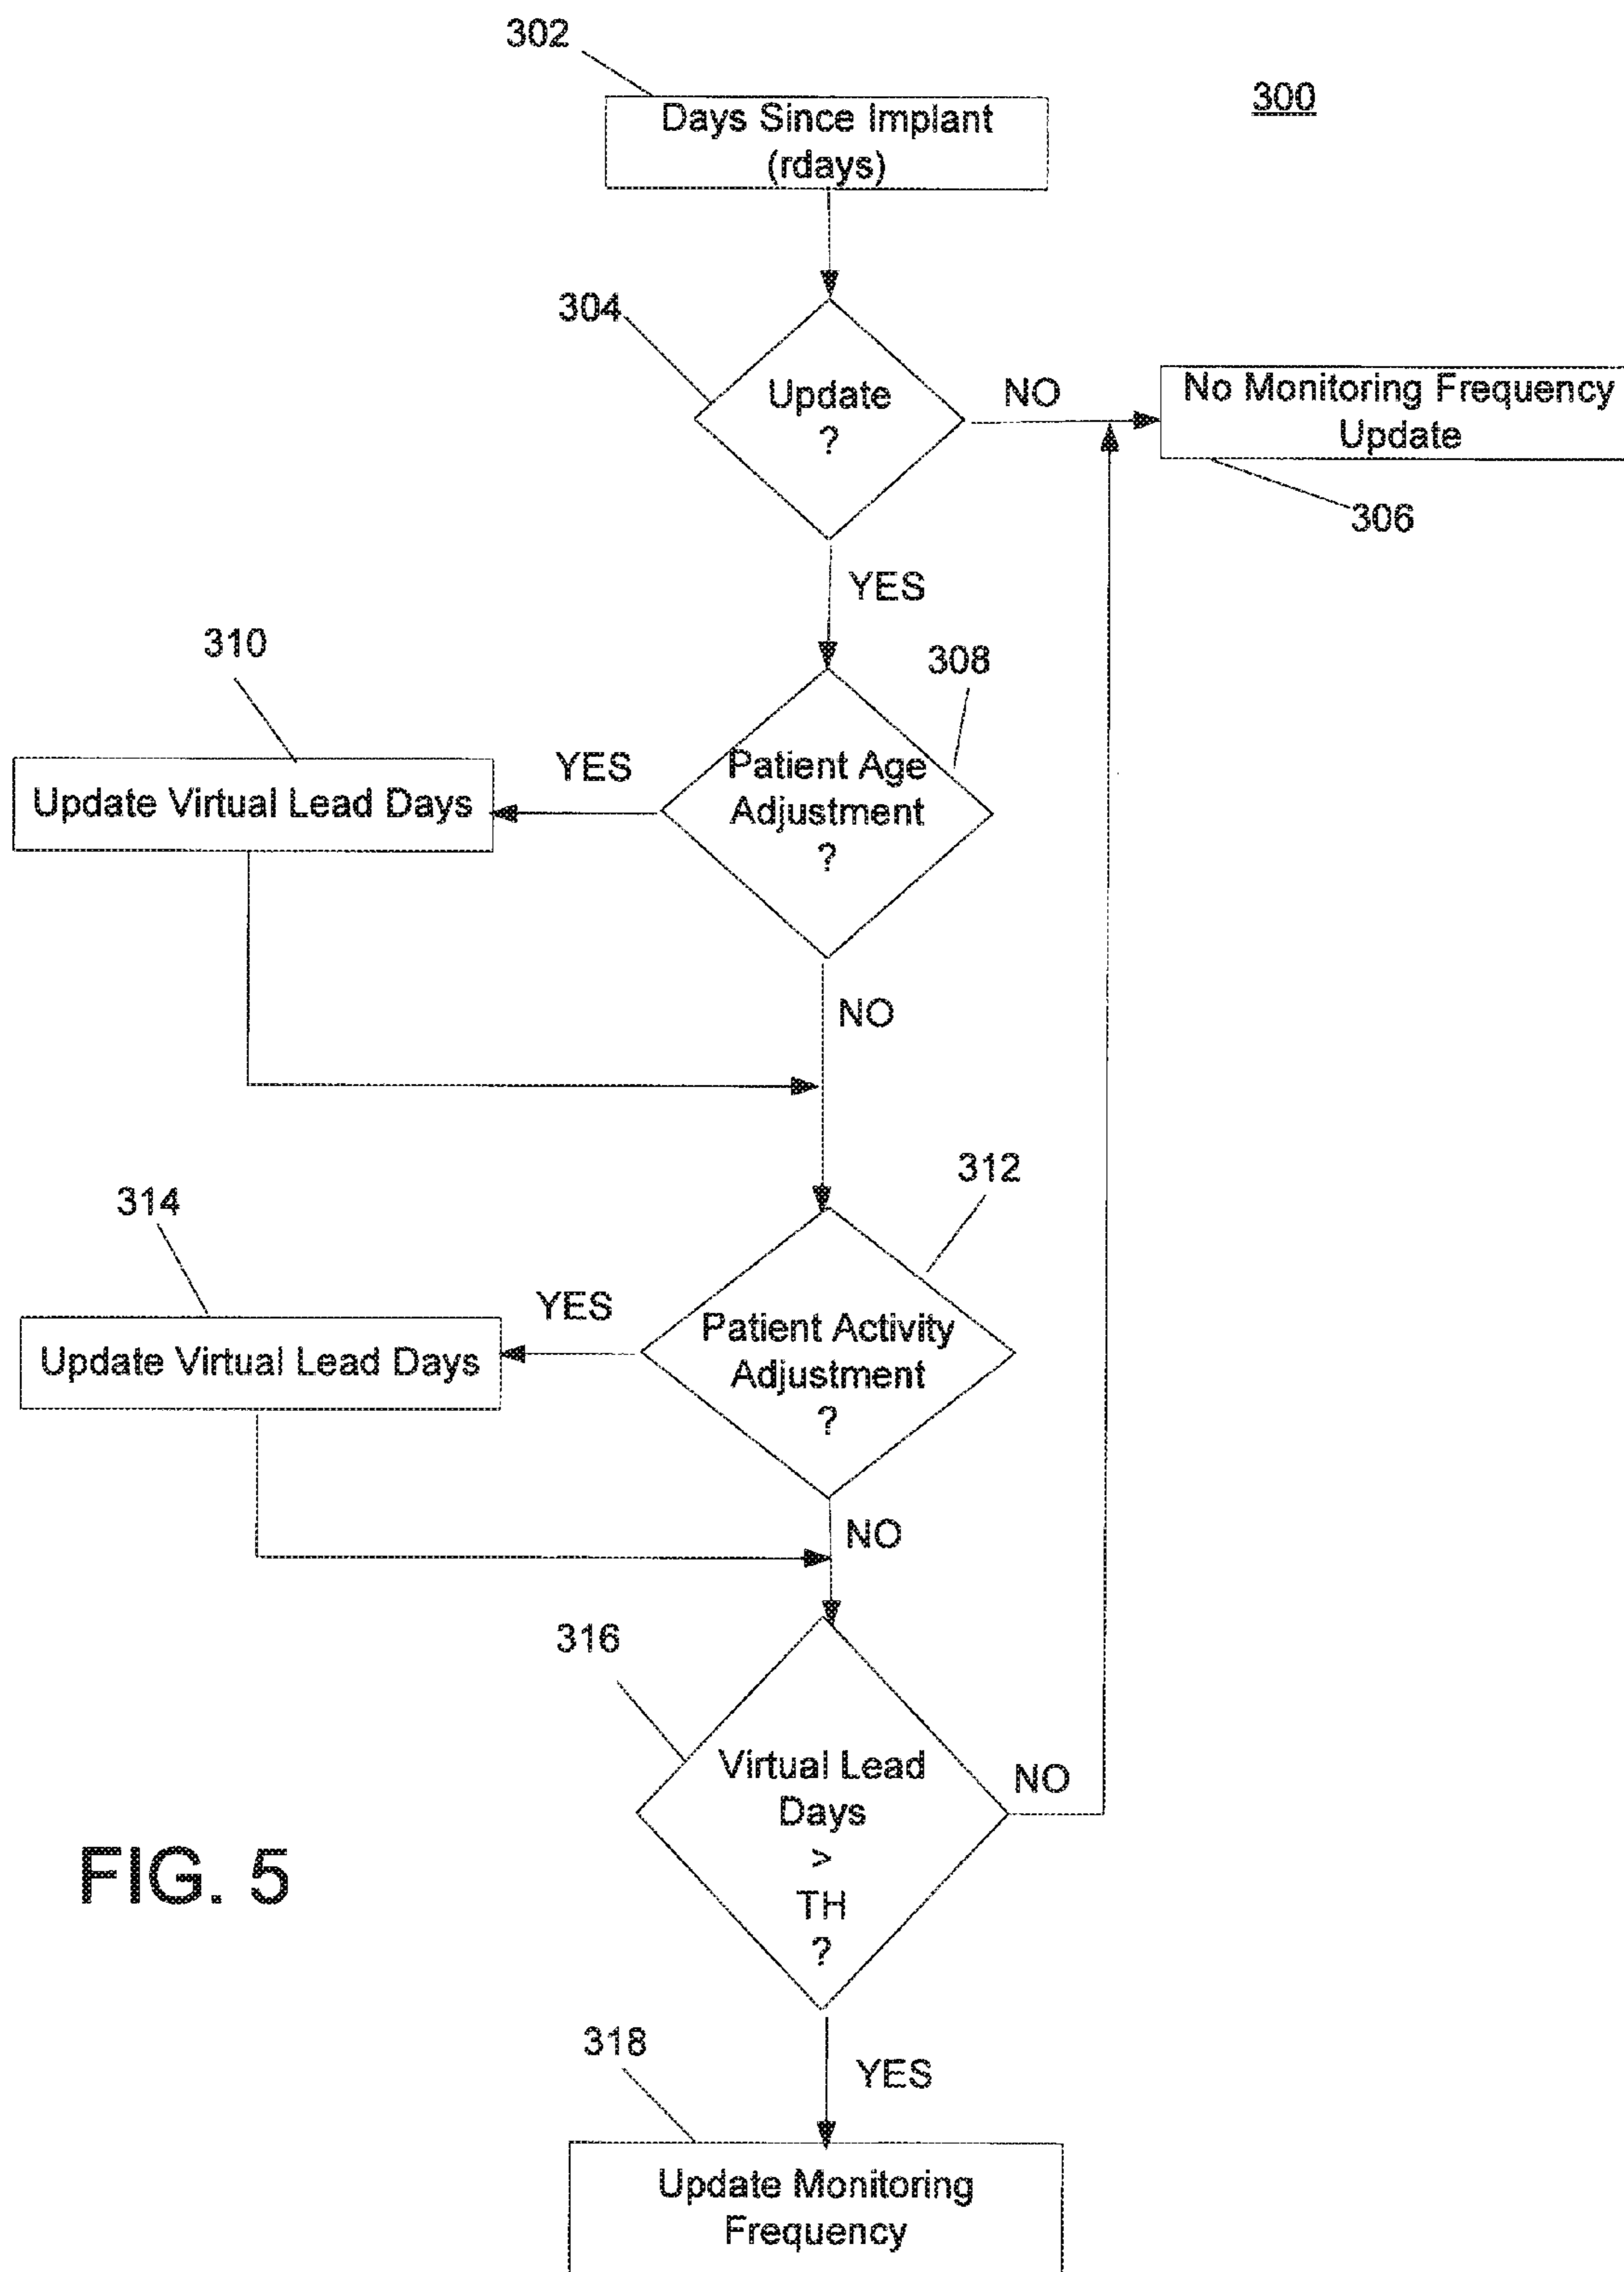 302
300
Days Since Implant
(rdays)
304
Update
?
NO
No Monitoring Frequency
Update
306
YES
310
308
Update Virtual Lead Days
YES
Patient Age
Adjustment
?
NO
312
314
YES
Update Virtual Lead Days
Patient Activity
Adjustment
?
NO
316
Virtual Lead
Days
>
TH
?
NO
FIG. 5
318
YES
Update Monitoring
Frequency